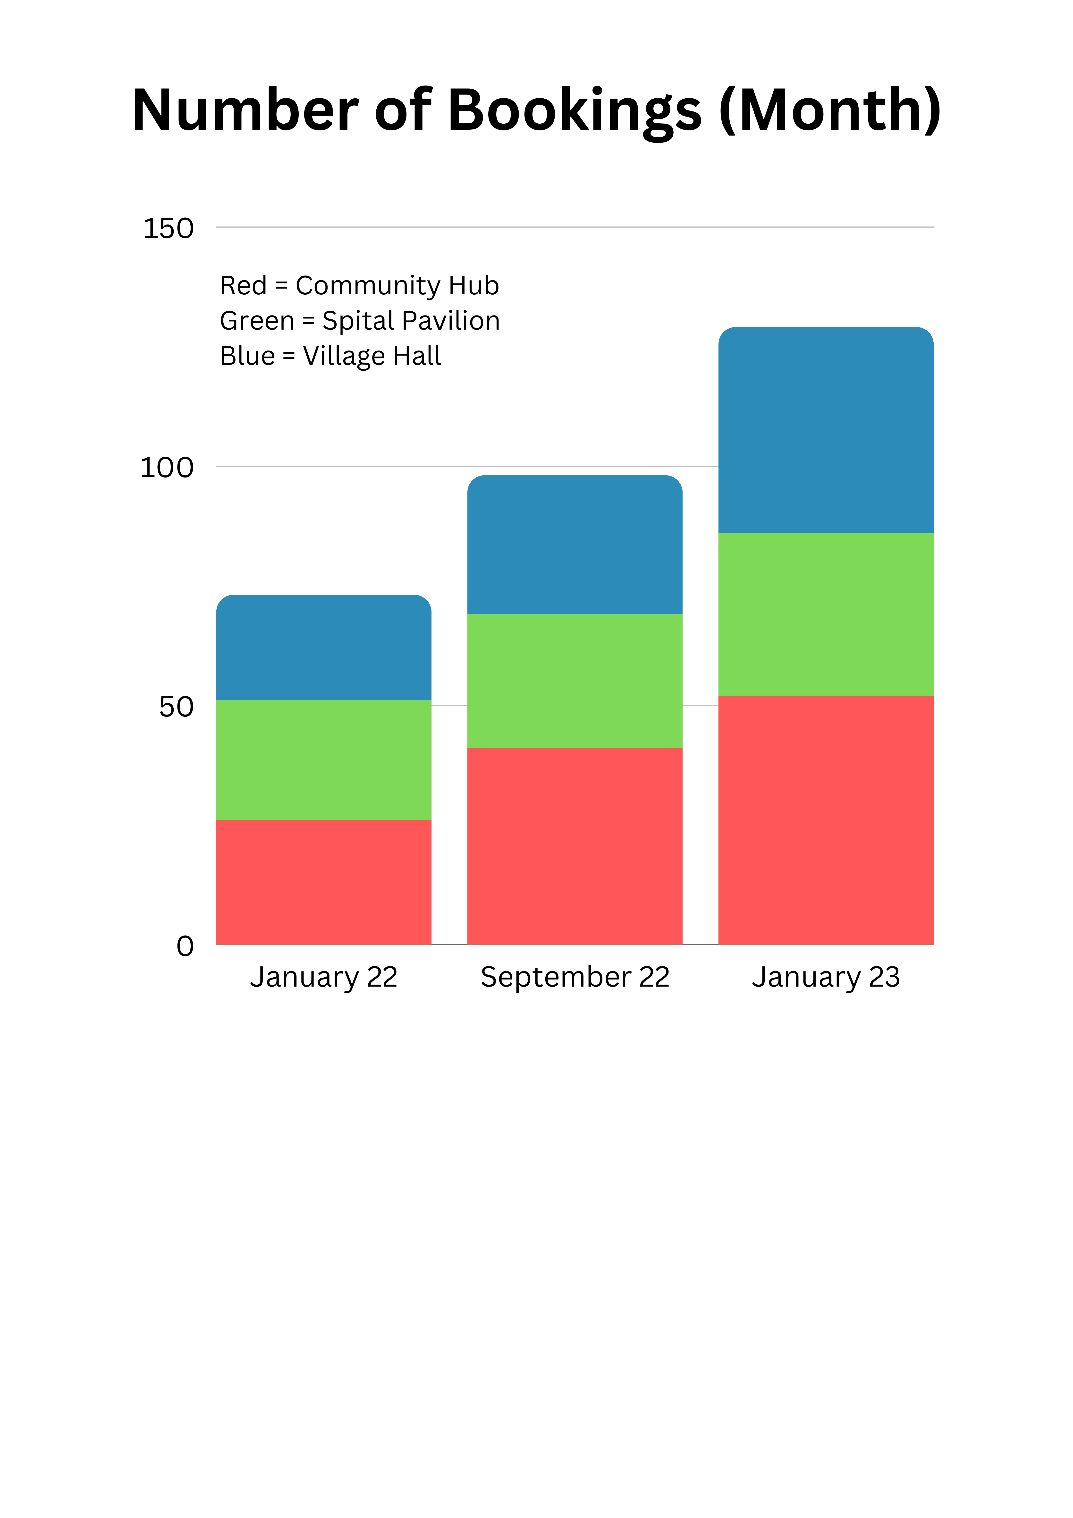 Number of Bookings (Month)
150
Red = Community Hub
Green = Spital Pavilion
Blue = Village Hall
100
50
0
January 22
September 22
January 23